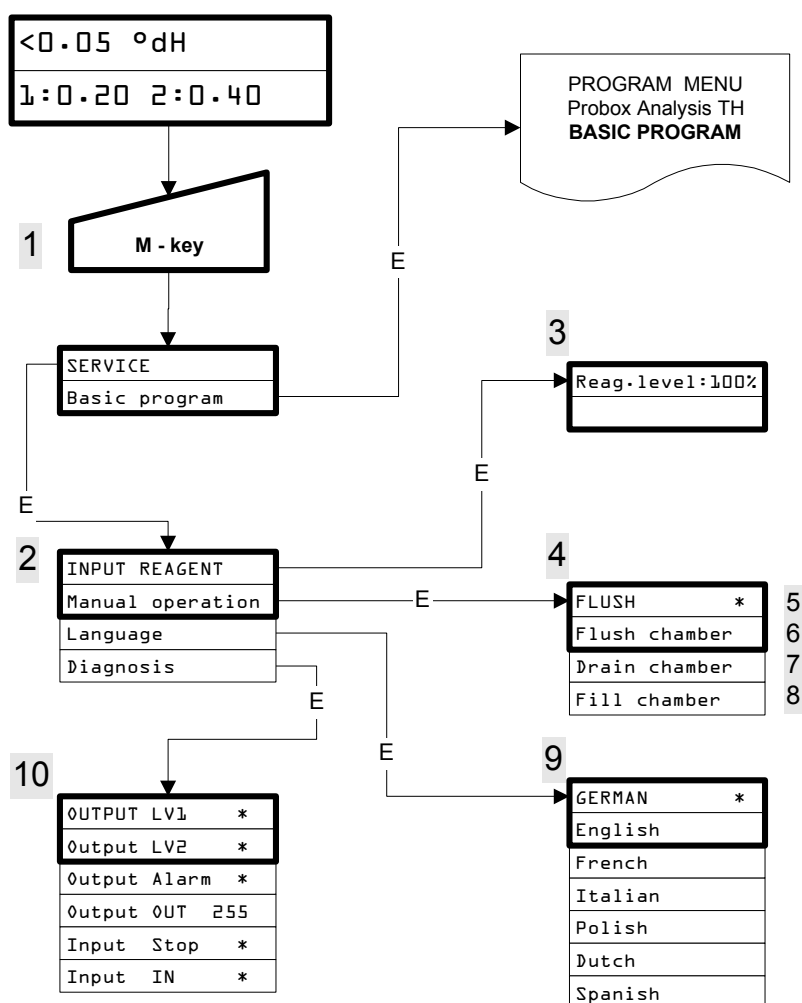 <0.05 °dH
1:0.20 2:0.40
PROGRAM MENU
Probox Analysis TH
BASIC PROGRAM
1
M - key
E
SERVICE
Basic program
3
Reag.level:100%
E
E
2
INPUT REAGENT
Manual operation
Language
Diagnosis
E
4
FLUSH *
Flush chamber
Drain chamber
Fill chamber
5
6
7
8
E
E
10
OUTPUT LV1 *
Output LV2 *
Output Alarm *
Output OUT 255
Input Stop *
Input IN *
9
GERMAN *
English
French
Italian
Polish
Dutch
Spanish